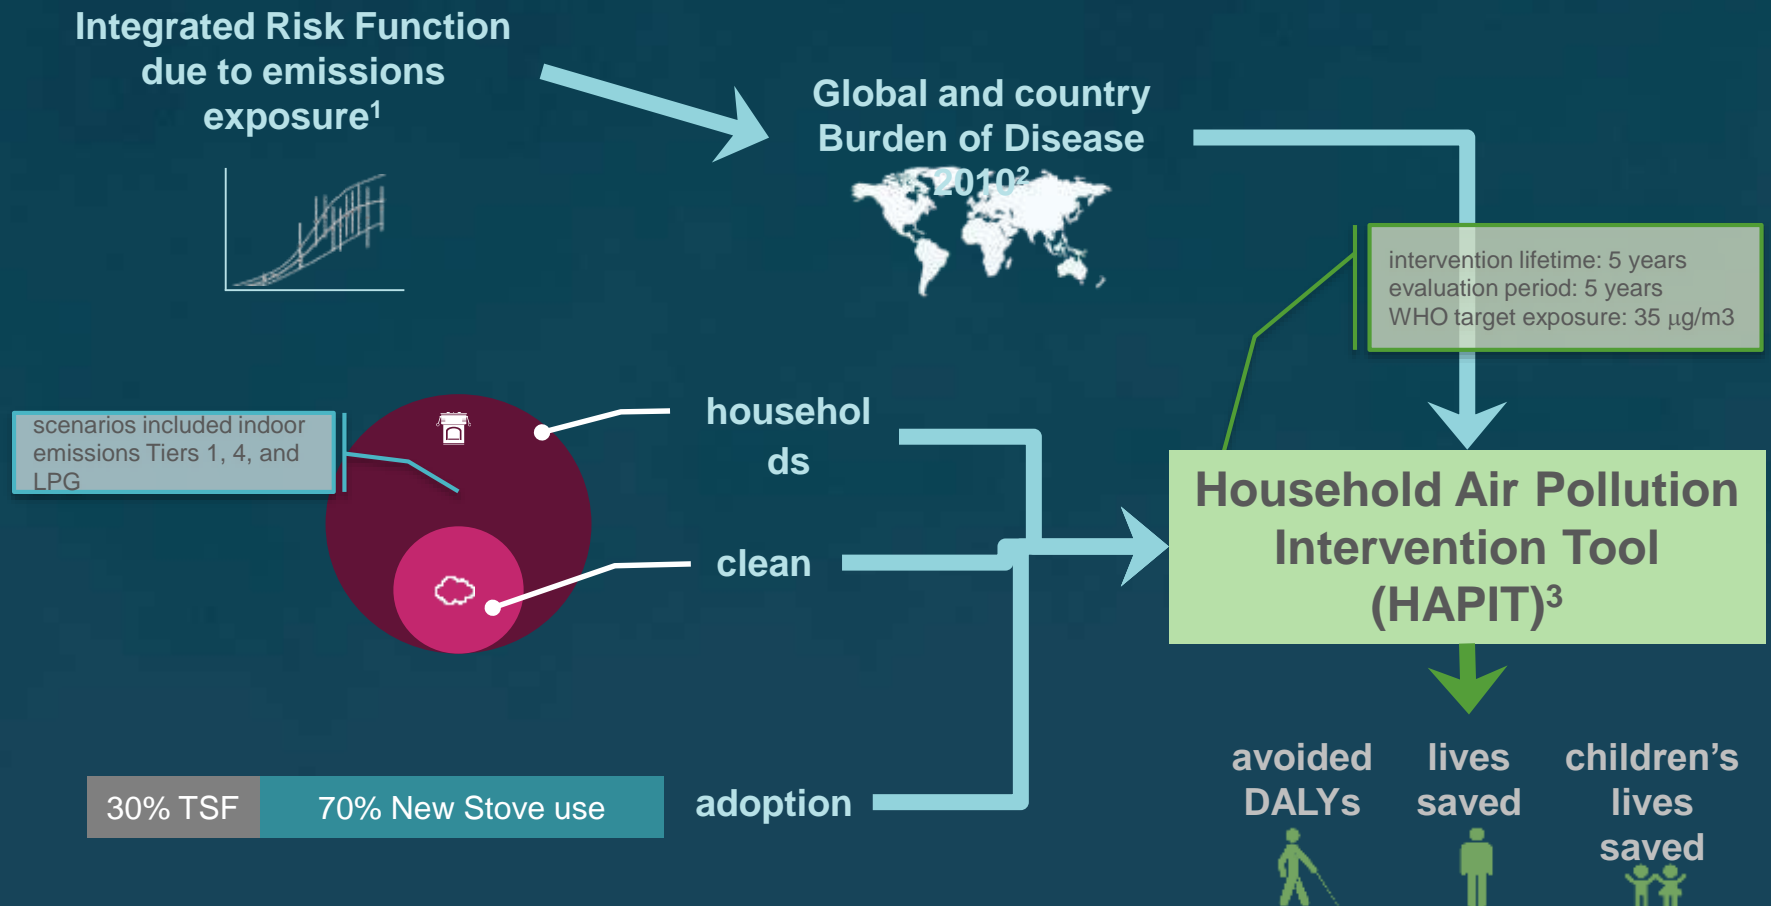 Integrated Risk Function
due to emissions
exposure¹
Global and country
Burden of Disease
2010²
intervention lifetime: 5 years
evaluation period: 5 years
WHO target exposure: 35 µg/m3
scenarios included indoor
emissions Tiers 1, 4, and
LPG
househol
ds
clean
Household Air Pollution
Intervention Tool
(HAPIT)³
30% TSF
70% New Stove use
adoption
avoided
DALYs
lives
saved
children’s
lives
saved